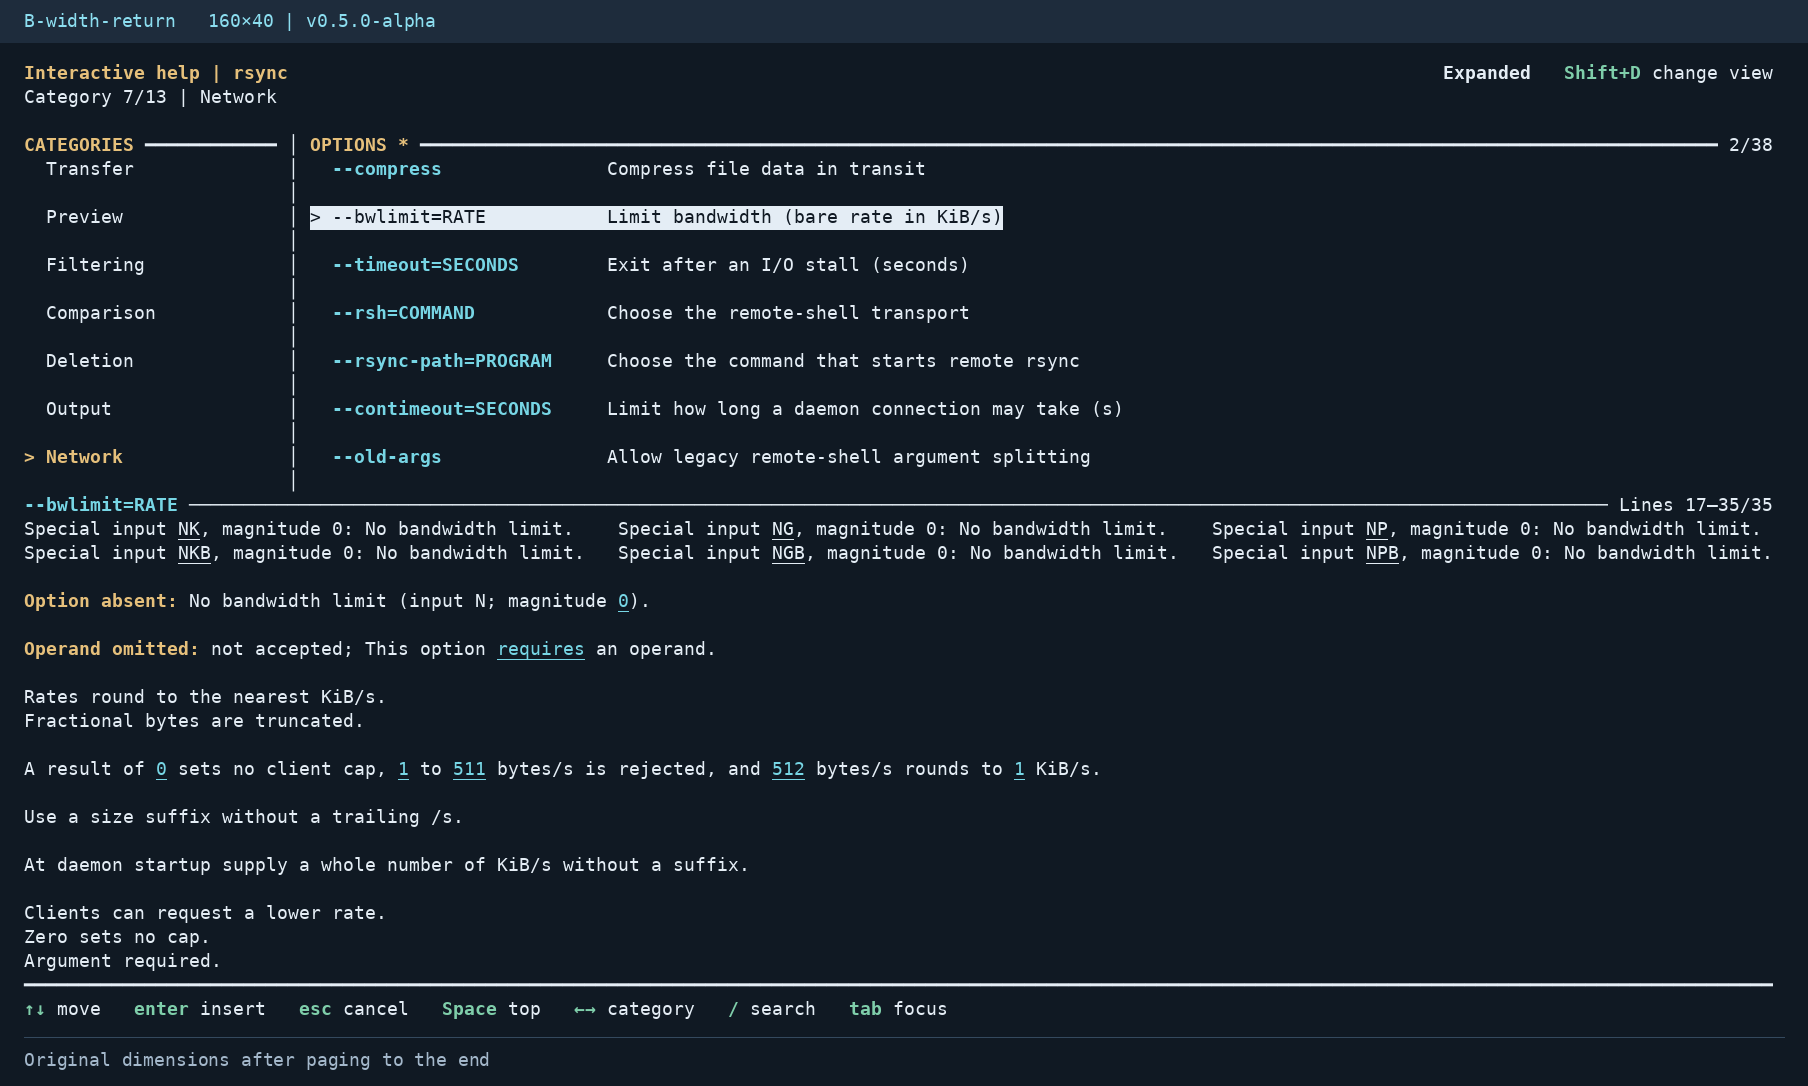 B-width-return   160×40 | v0.5.0-alpha
Interactive help | rsync   Expanded   Shift+D change view
Category 7/13 | Network
CATEGORIES   OPTIONS *   2/38
Transfer   --compress   Compress file data in transit
Preview   > --bwlimit=RATE   Limit bandwidth (bare rate in KiB/s)
Filtering   --timeout=SECONDS   Exit after an I/O stall (seconds)
Comparison   --rsh=COMMAND   Choose the remote-shell transport
Deletion   --rsync-path=PROGRAM   Choose the command that starts remote rsync
Output   --contimeout=SECONDS   Limit how long a daemon connection may take (s)
> Network   --old-args   Allow legacy remote-shell argument splitting
--bwlimit=RATE   Lines 17–35/35
Special input NK, magnitude 0: No bandwidth limit.   Special input NG, magnitude 0: No bandwidth limit.   Special input NP, magnitude 0: No bandwidth limit.
Special input NKB, magnitude 0: No bandwidth limit.   Special input NGB, magnitude 0: No bandwidth limit.   Special input NPB, magnitude 0: No bandwidth limit.
Option absent: No bandwidth limit (input N; magnitude 0).
Operand omitted: not accepted; This option requires an operand.
Rates round to the nearest KiB/s.
Fractional bytes are truncated.
A result of 0 sets no client cap, 1 to 511 bytes/s is rejected, and 512 bytes/s rounds to 1 KiB/s.
Use a size suffix without a trailing /s.
At daemon startup supply a whole number of KiB/s without a suffix.
Clients can request a lower rate.
Zero sets no cap.
Argument required.
↑↓ move   enter insert   esc cancel   Space top   ←→ category   / search   tab focus
Original dimensions after paging to the end